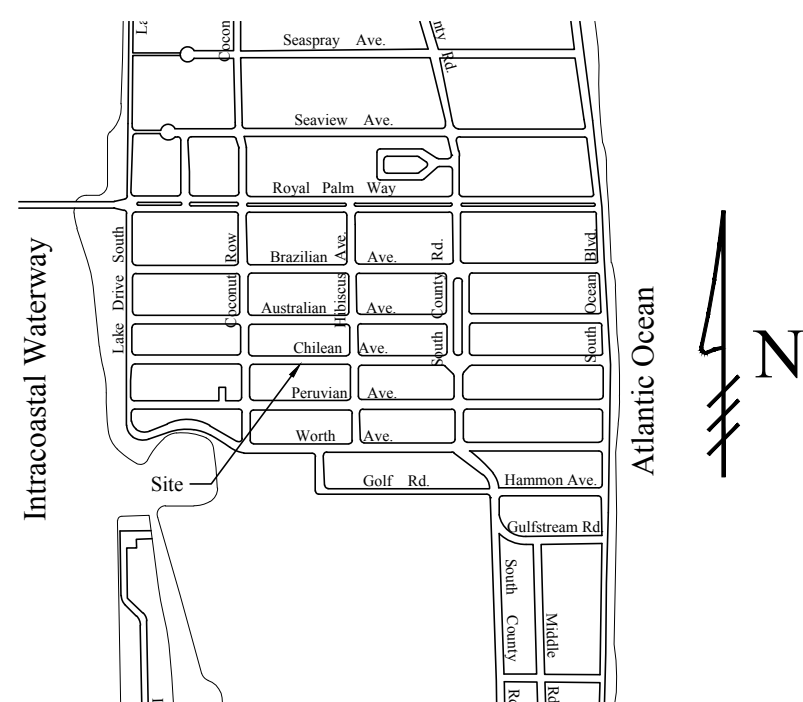 Seaspray Ave.
Seaview Ave.
Royal Palm Way
Brazilian Ave.
Australian Ave.
Chilean Ave.
Peruvian Ave.
Worth Ave.
Golf Rd.
Hammon Ave.
Gulfstream Rd.
Site
Lake Drive South
Coconut Row
Hibiscus Ave.
South County Rd.
South Ocean Blvd.
Intracoastal Waterway
Atlantic Ocean
N
South County Rd
Middle Rd